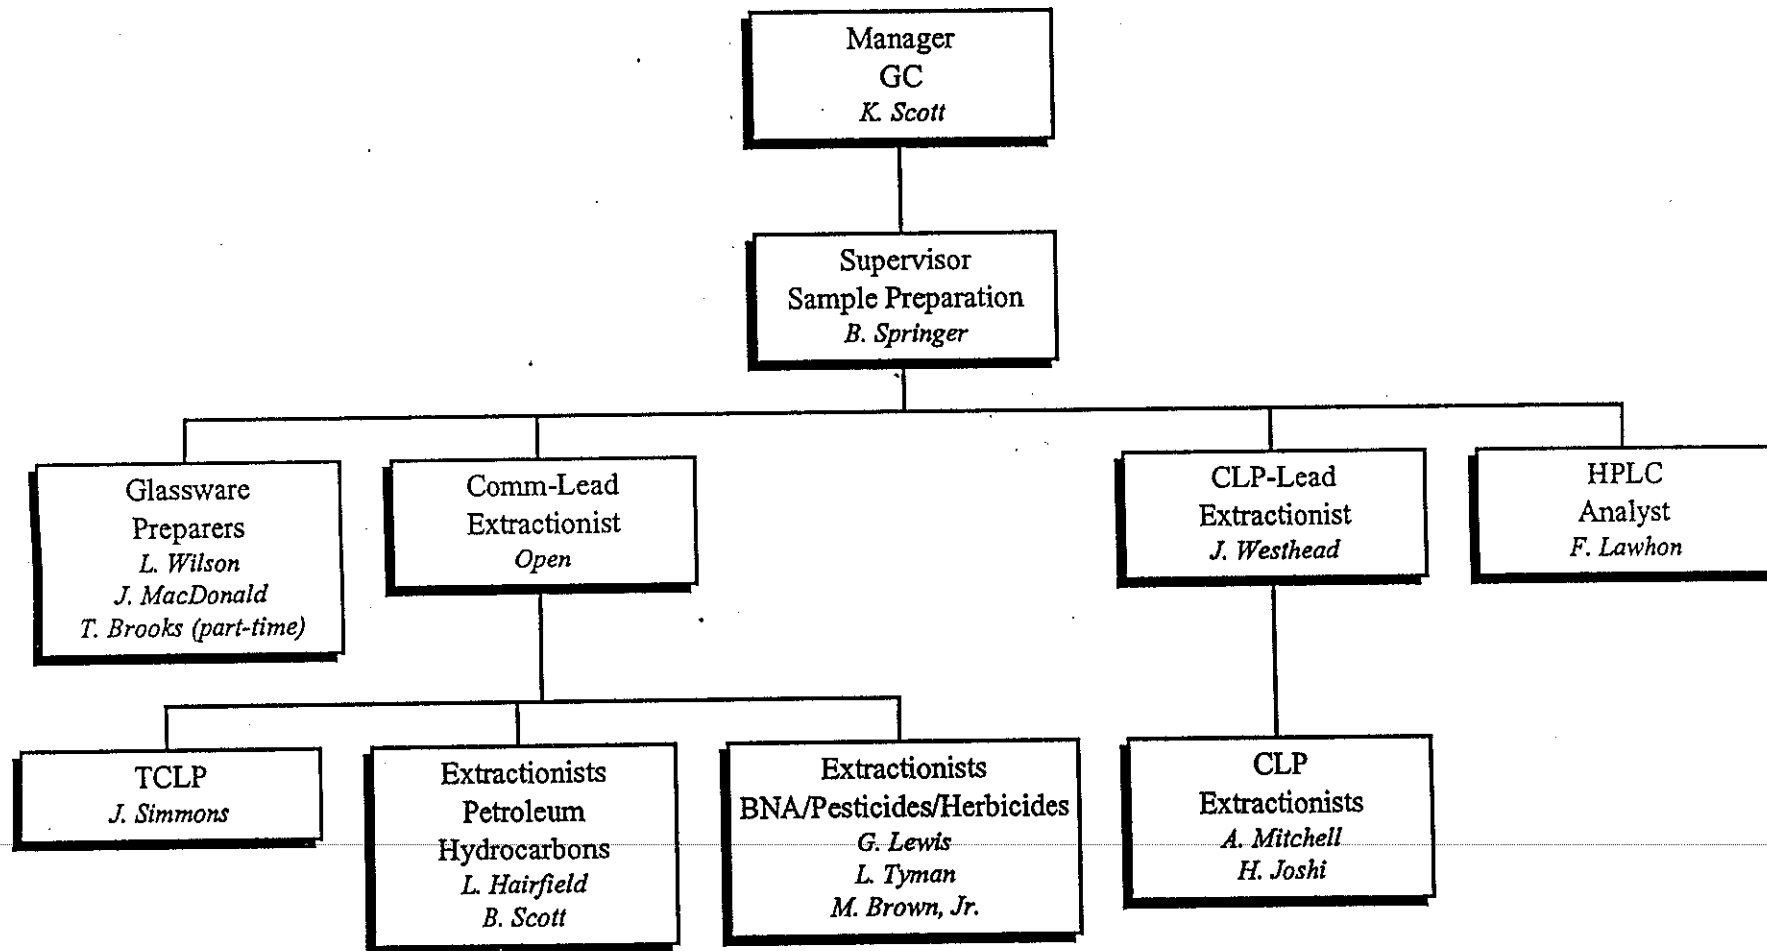 Manager
GC
K. Scott
Supervisor
Sample Preparation
B. Springer
Glassware
Preparers
L. Wilson
J. MacDonald
T. Brooks (part-time)
Comm-Lead
Extractionist
Open
CLP-Lead
Extractionist
J. Westhead
HPLC
Analyst
F. Lawhon
TCLP
J. Simmons
Extractionists
Petroleum
Hydrocarbons
L. Hairfield
B. Scott
Extractionists
BNA/Pesticides/Herbicides
G. Lewis
L. Tyman
M. Brown, Jr.
CLP
Extractionists
A. Mitchell
H. Joshi